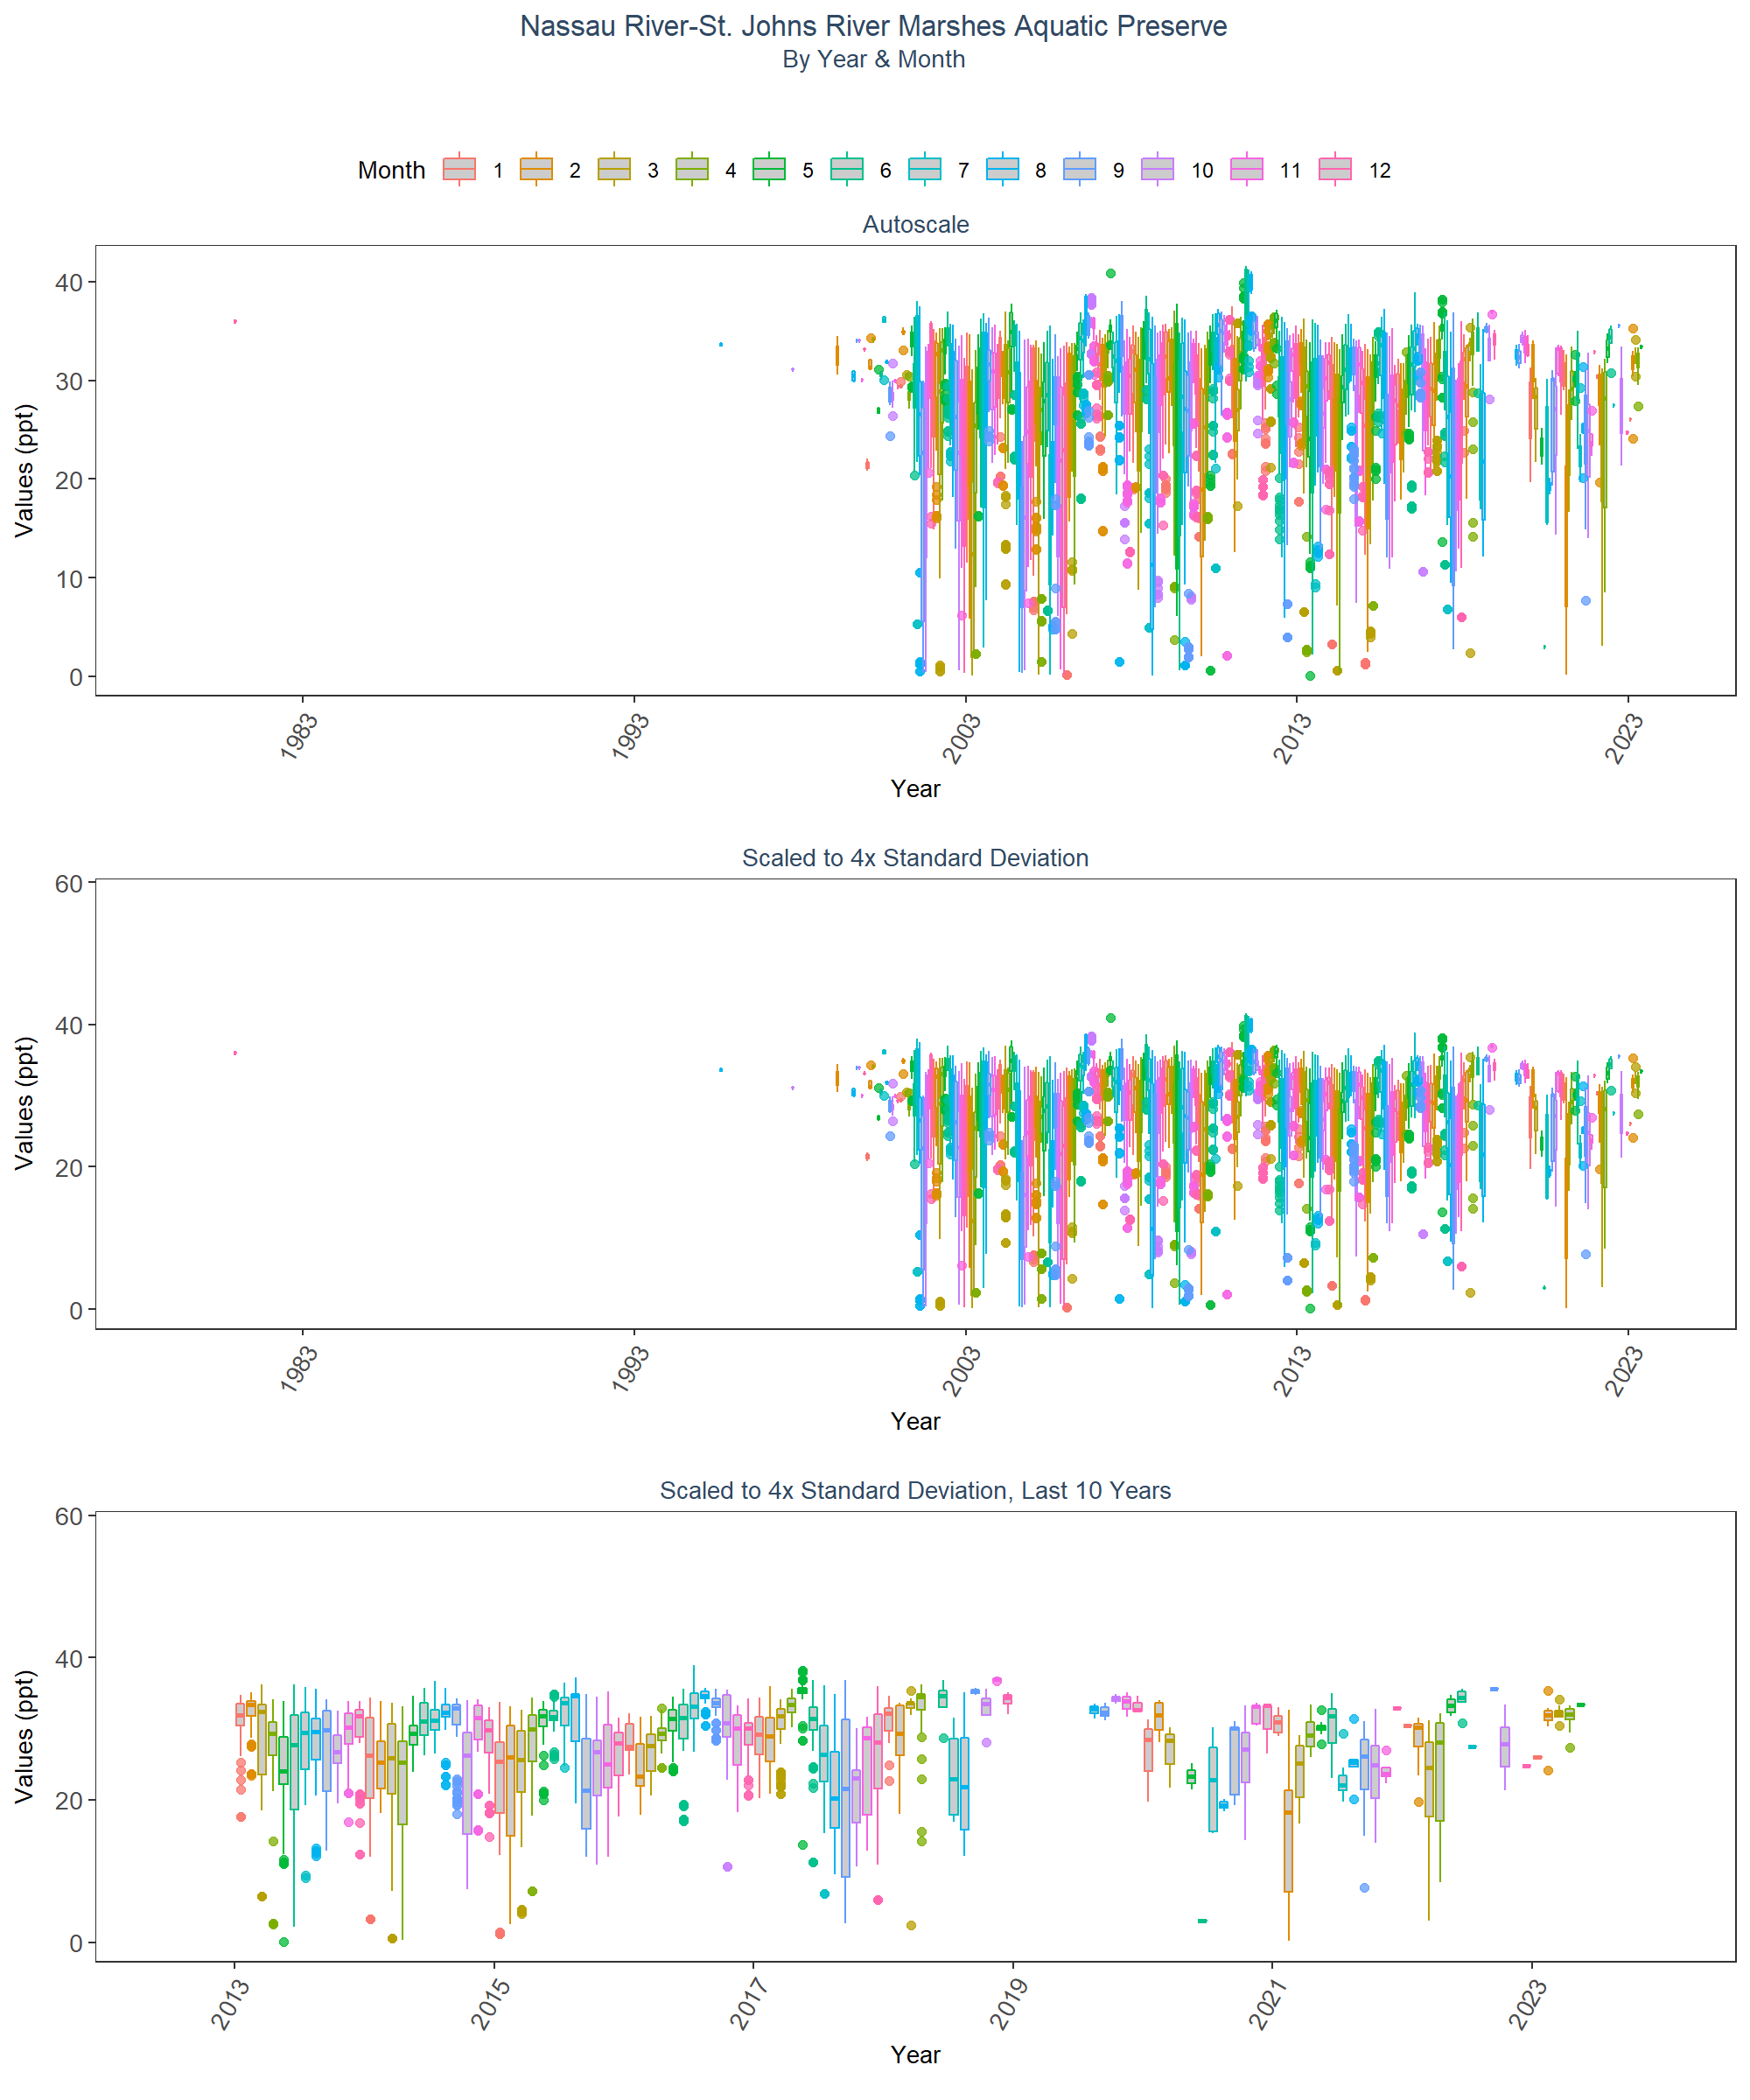 Nassau River-St. Johns River Marshes Aquatic Preserve
By Year & Month
Month 1 2 3 4 5 6 7 8 9 10 11 12
Autoscale
Values (ppt)
40
30
20
10
0
1983 1993 2003 2013 2023
Year
Scaled to 4x Standard Deviation
Values (ppt)
60
40
20
0
1983 1993 2003 2013 2023
Year
Scaled to 4x Standard Deviation, Last 10 Years
Values (ppt)
60
40
20
0
2013 2015 2017 2019 2021 2023
Year